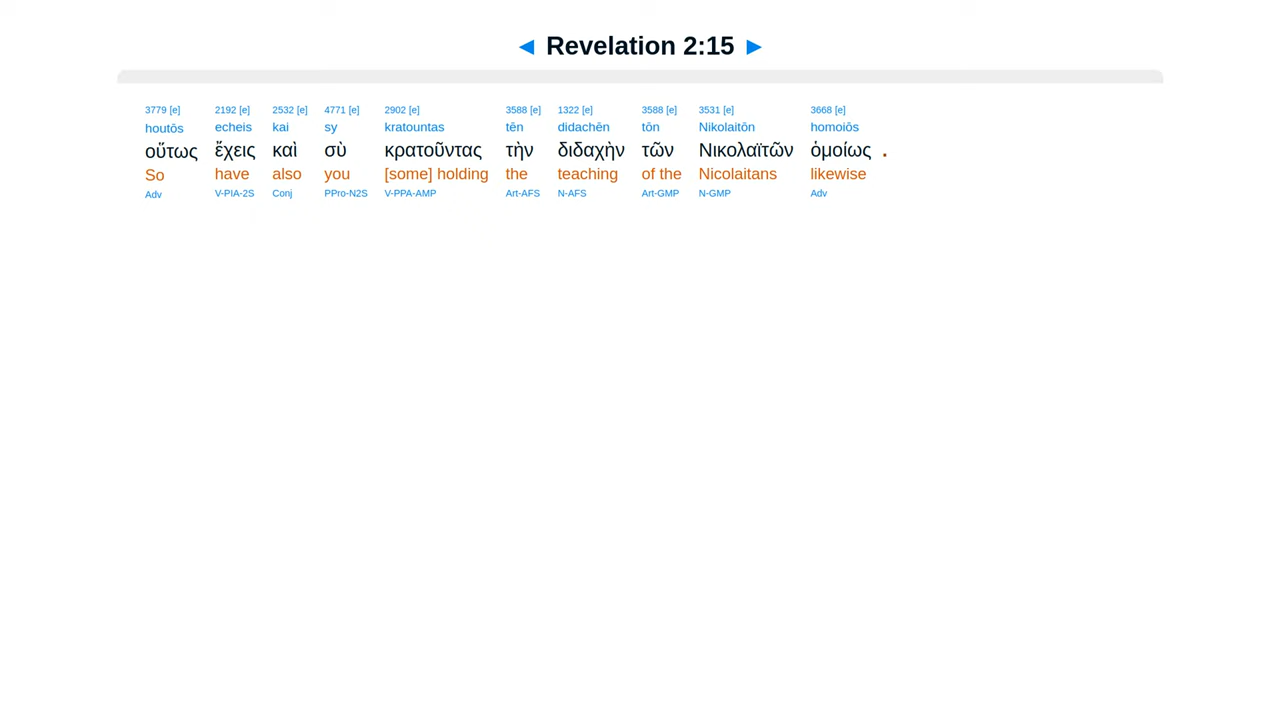 ◄ Revelation 2:15 ►
3779 [e] 2192 [e] 2532 [e] 4771 [e] 2902 [e] 3588 [e] 1322 [e] 3588 [e] 3531 [e] 3668 [e]
houtōs echeis kai sy kratountas tēn didachēn tōn Nikolaitōn homoiōs
οὕτως ἔχεις καὶ σὺ κρατοῦντας τὴν διδαχὴν τῶν Νικολαϊτῶν ὁμοίως .
So have also you [some] holding the teaching of the Nicolaitans likewise
Adv V-PIA-2S Conj PPro-N2S V-PPA-AMP Art-AFS N-AFS Art-GMP N-GMP Adv